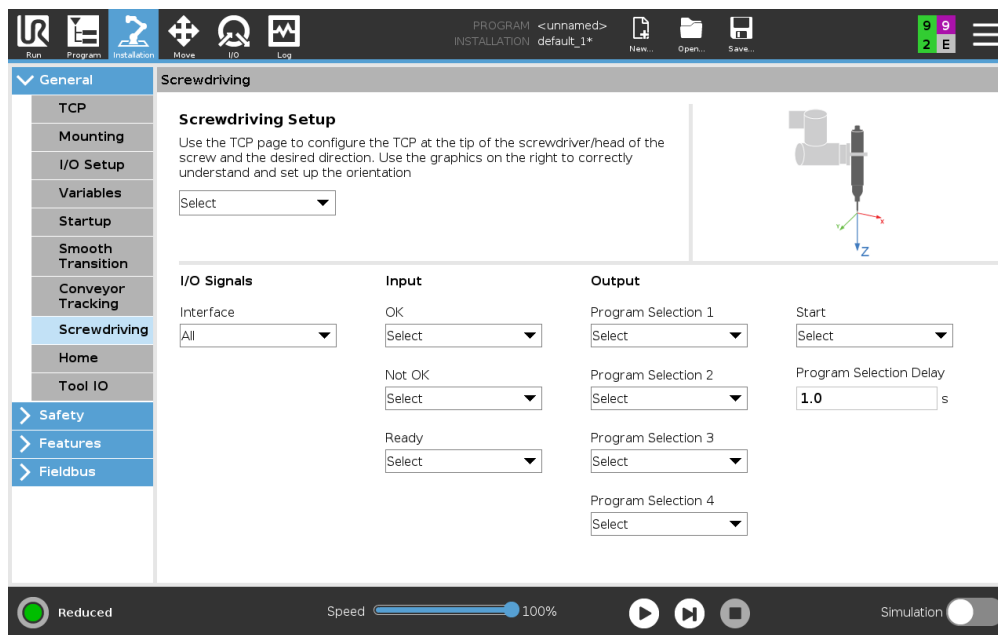 UR
PROGRAM <unnamed>
INSTALLATION default_1*
Run Program Installation Move I/O Log New... Open... Save...
9 9
2 E
General
Screwdriving
TCP
Mounting
I/O Setup
Variables
Startup
Smooth
Transition
Conveyor
Tracking
Screwdriving
Home
Tool IO
Safety
Features
Fieldbus
Screwdriving Setup
Use the TCP page to configure the TCP at the tip of the screwdriver/head of the
screw and the desired direction. Use the graphics on the right to correctly
understand and set up the orientation
Select
Y
X
Z
I/O Signals
Interface
All
Input
OK
Select
Not OK
Select
Ready
Select
Output
Program Selection 1
Select
Program Selection 2
Select
Program Selection 3
Select
Program Selection 4
Select
Start
Select
Program Selection Delay
1.0 s
Reduced
Speed 100%
Simulation